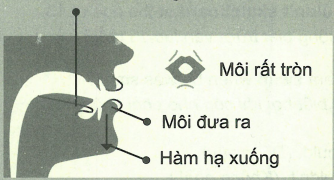 Môi rất tròn
Môi đưa ra
Hàm hạ xuống